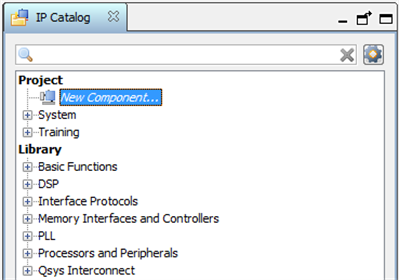 IP Catalog
Project
New Component...
System
Training
Library
Basic Functions
DSP
Interface Protocols
Memory Interfaces and Controllers
PLL
Processors and Peripherals
Qsys Interconnect